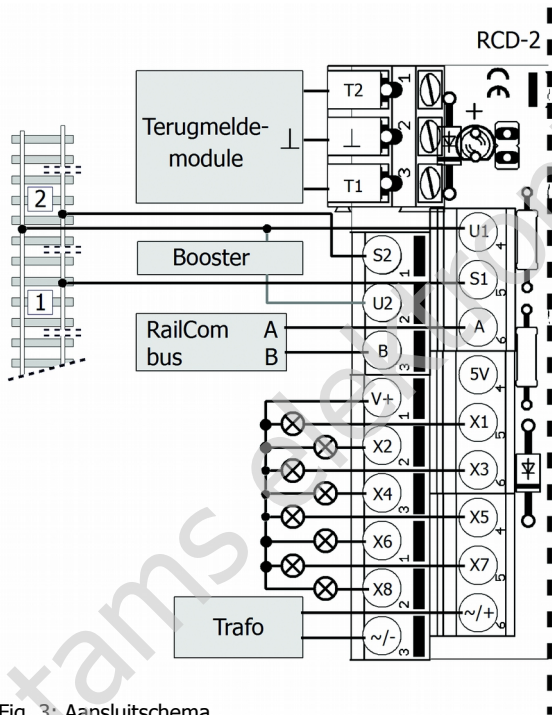 RCD-2
T2
1
Terugmelde-
module
⊥
⊥
2
+
CE
T1
3
2
U1
4
Booster
S2
1
S1
5
1
U2
2
RailCom A
bus B
A
6
B
3
5V
4
V+
1
X1
5
X2
2
X3
6
X4
3
X5
4
X6
1
X7
5
X8
2
Trafo
~/+
6
~/-
3
tams elektron
Fig. 3: Aansluitschema